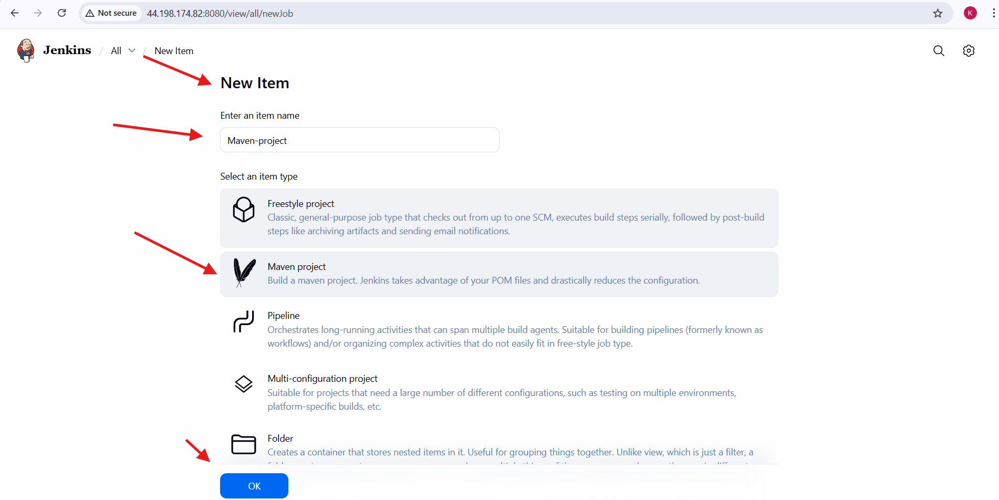 Not secure 44.198.174.82:8080/view/all/newJob
K
Jenkins / All / New Item
New Item
Enter an item name
Maven-project
Select an item type
Freestyle project
Classic, general-purpose job type that checks out from up to one SCM, executes build steps serially, followed by post-build
steps like archiving artifacts and sending email notifications.
Maven project
Build a maven project. Jenkins takes advantage of your POM files and drastically reduces the configuration.
Pipeline
Orchestrates long-running activities that can span multiple build agents. Suitable for building pipelines (formerly known as
workflows) and/or organizing complex activities that do not easily fit in free-style job type.
Multi-configuration project
Suitable for projects that need a large number of different configurations, such as testing on multiple environments,
platform-specific builds, etc.
Folder
Creates a container that stores nested items in it. Useful for grouping things together. Unlike view, which is just a filter, a
OK